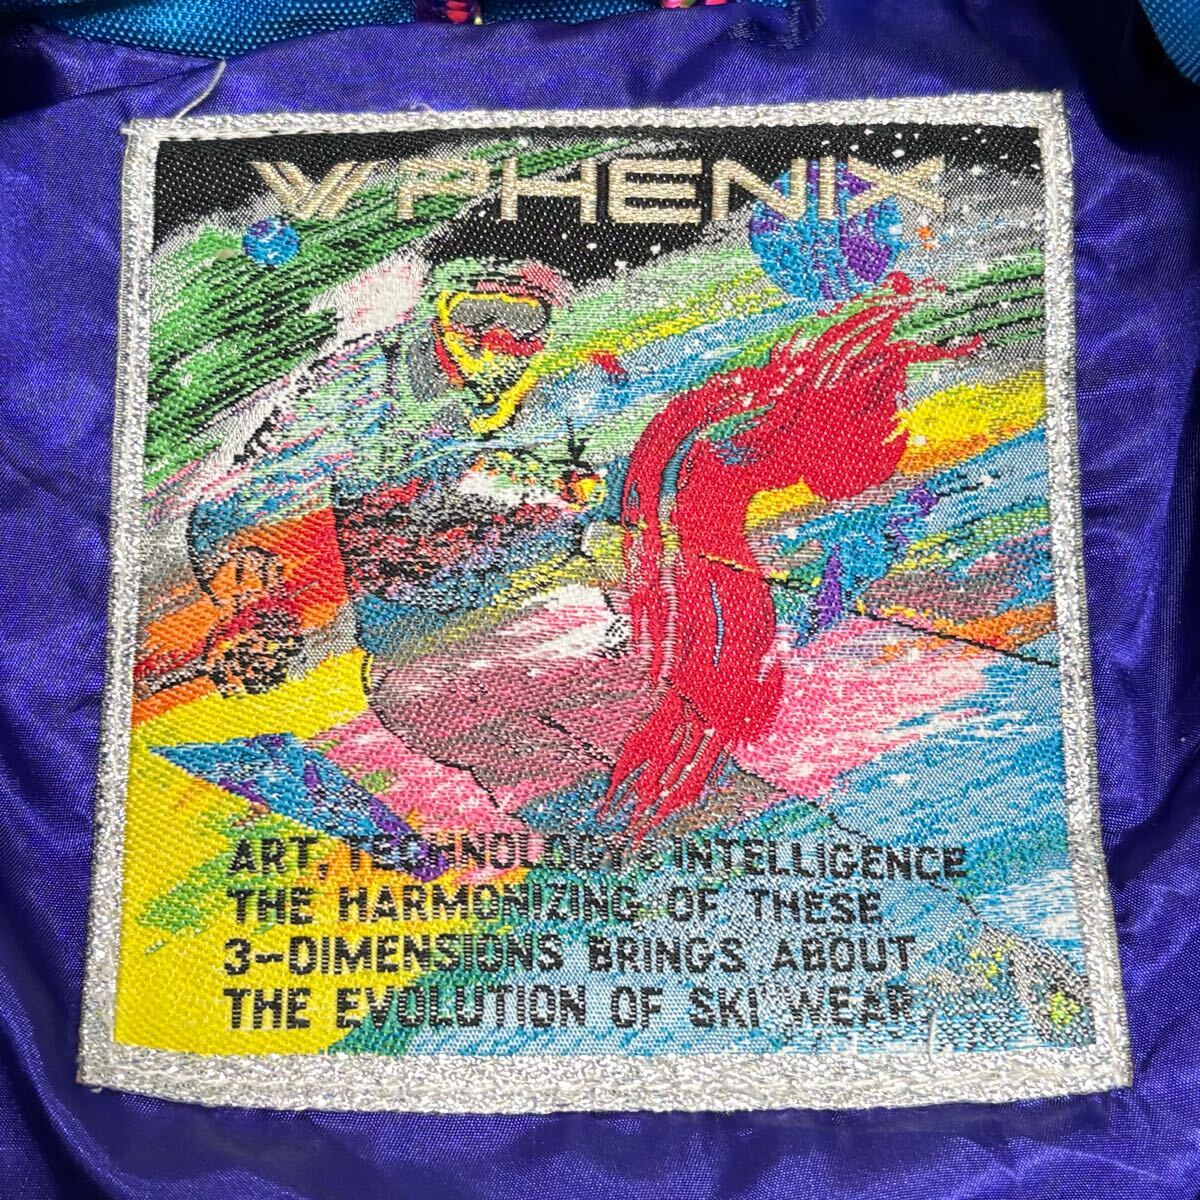 PHENIX
ART, TECHNOLOGY & INTELLIGENCE
THE HARMONIZING OF THESE
3-DIMENSIONS BRINGS ABOUT
THE EVOLUTION OF SKI WEAR